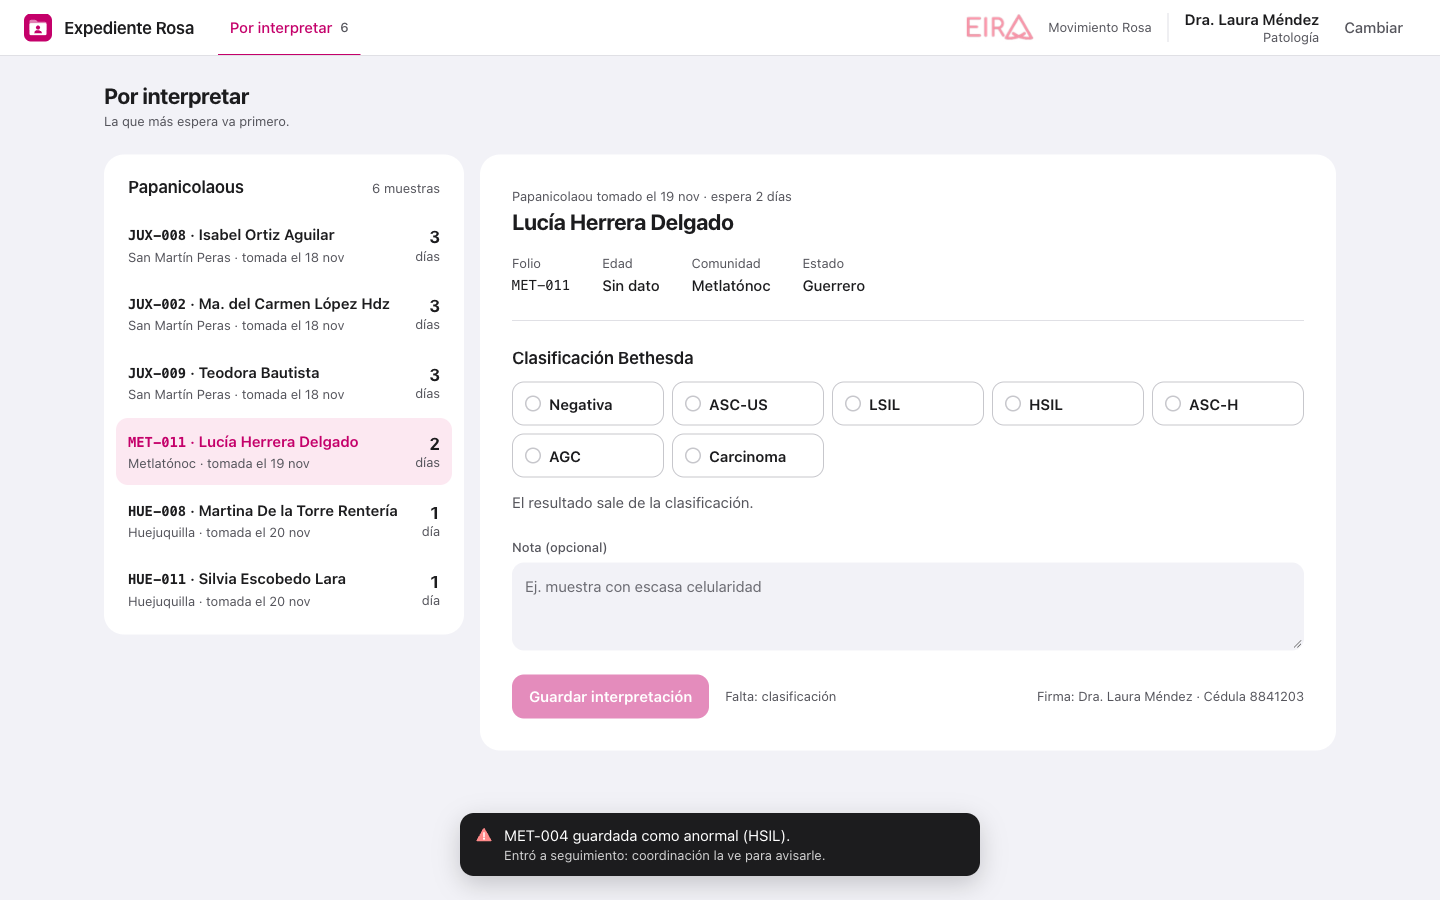 Expediente Rosa
Por interpretar 6
EIRA
Movimiento Rosa
Dra. Laura Méndez
Patología
Cambiar
Por interpretar
La que más espera va primero.
Papanicolaous
6 muestras
JUX-008 · Isabel Ortiz Aguilar
San Martín Peras · tomada el 18 nov
3
días
JUX-002 · Ma. del Carmen López Hdz
San Martín Peras · tomada el 18 nov
3
días
JUX-009 · Teodora Bautista
San Martín Peras · tomada el 18 nov
3
días
MET-011 · Lucía Herrera Delgado
Metlatónoc · tomada el 19 nov
2
días
HUE-008 · Martina De la Torre Rentería
Huejuquilla · tomada el 20 nov
1
día
HUE-011 · Silvia Escobedo Lara
Huejuquilla · tomada el 20 nov
1
día
Papanicolaou tomado el 19 nov · espera 2 días
Lucía Herrera Delgado
Folio
MET-011
Edad
Sin dato
Comunidad
Metlatónoc
Estado
Guerrero
Clasificación Bethesda
Negativa
ASC-US
LSIL
HSIL
ASC-H
AGC
Carcinoma
El resultado sale de la clasificación.
Nota (opcional)
Ej. muestra con escasa celularidad
Guardar interpretación
Falta: clasificación
Firma: Dra. Laura Méndez · Cédula 8841203
MET-004 guardada como anormal (HSIL).
Entró a seguimiento: coordinación la ve para avisarle.